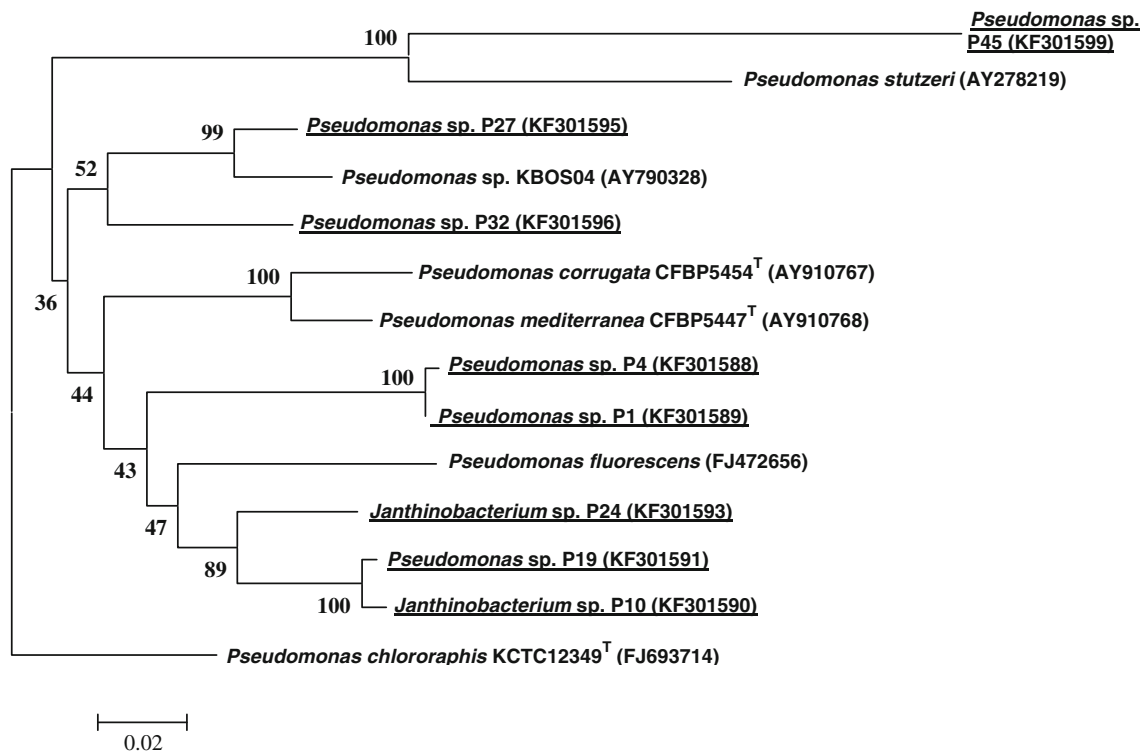 Pseudomonas sp.
100
P45 (KF301599)
Pseudomonas stutzeri (AY278219)
Pseudomonas sp. P27 (KF301595)
99
52
Pseudomonas sp. KBOS04 (AY790328)
Pseudomonas sp. P32 (KF301596)
Pseudomonas corrugata CFBP5454T (AY910767)
100
36
Pseudomonas mediterranea CFBP5447T (AY910768)
Pseudomonas sp. P4 (KF301588)
100
44
Pseudomonas sp. P1 (KF301589)
43
Pseudomonas fluorescens (FJ472656)
Janthinobacterium sp. P24 (KF301593)
47
Pseudomonas sp. P19 (KF301591)
89
100
Janthinobacterium sp. P10 (KF301590)
Pseudomonas chlororaphis KCTC12349T (FJ693714)
0.02